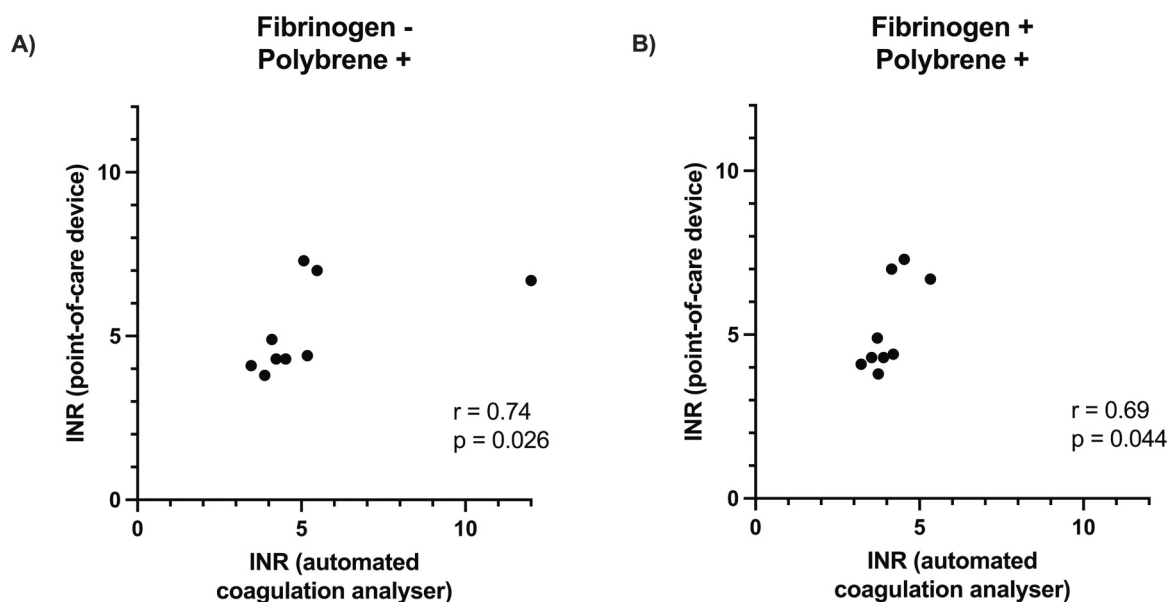 A)
Fibrinogen -
Polybrene +
INR (point-of-care device)
10
5
0
0
5
10
r = 0.74
p = 0.026
INR (automated
coagulation analyser)
B)
Fibrinogen +
Polybrene +
INR (point-of-care device)
10
5
0
0
5
10
r = 0.69
p = 0.044
INR (automated
coagulation analyser)